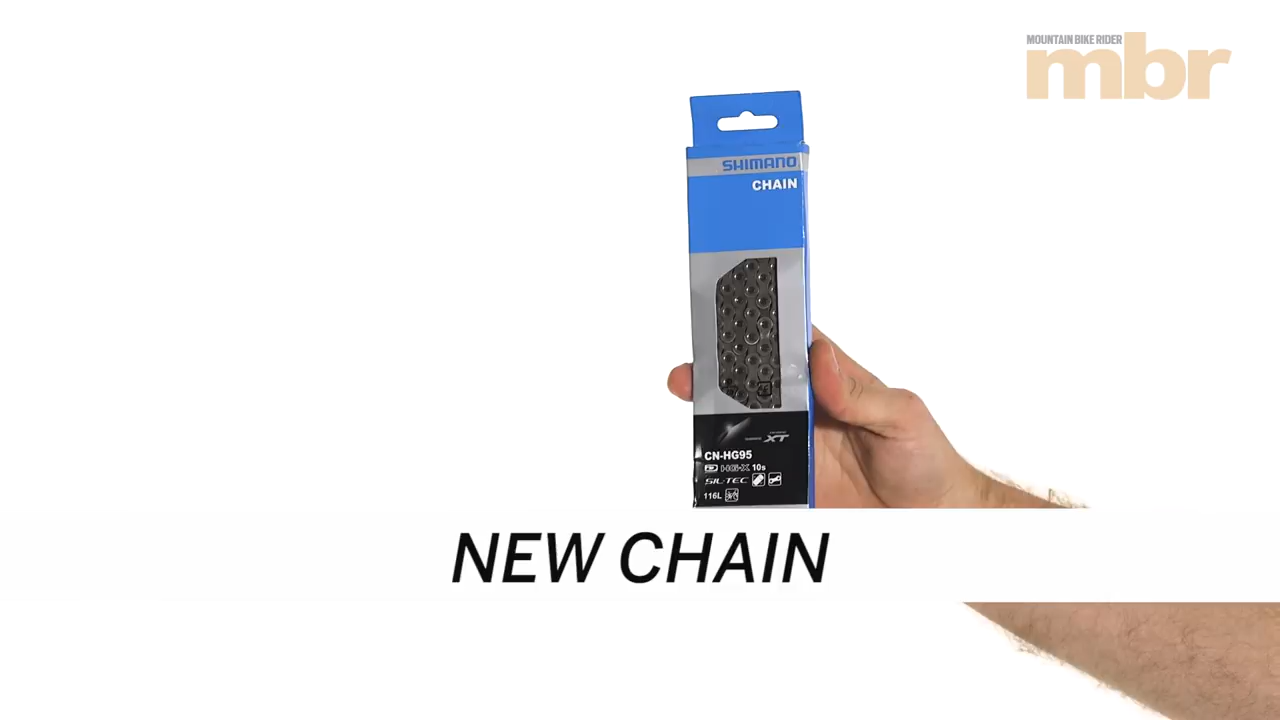 MOUNTAIN BIKE RIDER
mbr
SHIMANO
CHAIN
XT
CN-HG95
HG-X 10s
SIL-TEC
116L
NEW CHAIN